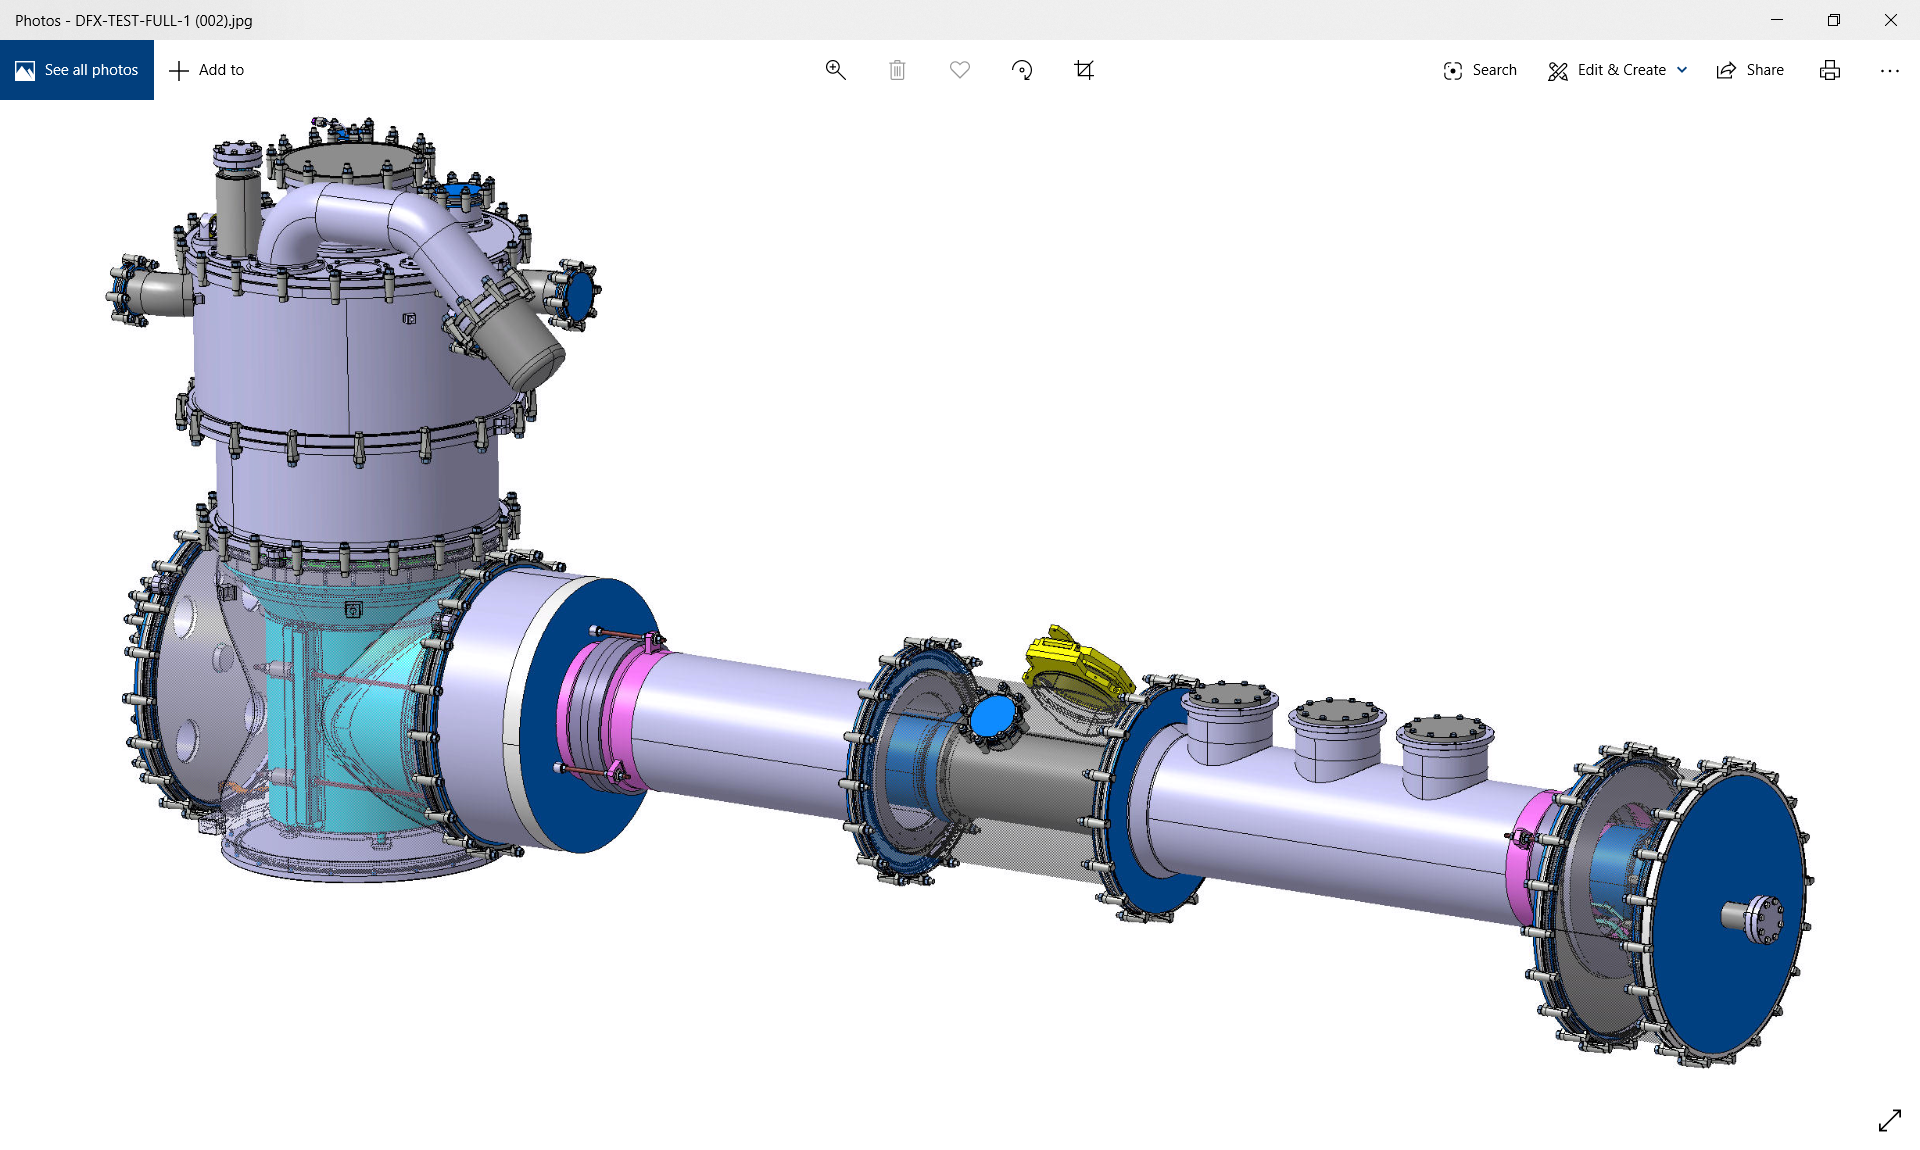 Photos - DFX-TEST-FULL-1 (002).jpg
See all photos
Add to
Search
Edit & Create
Share